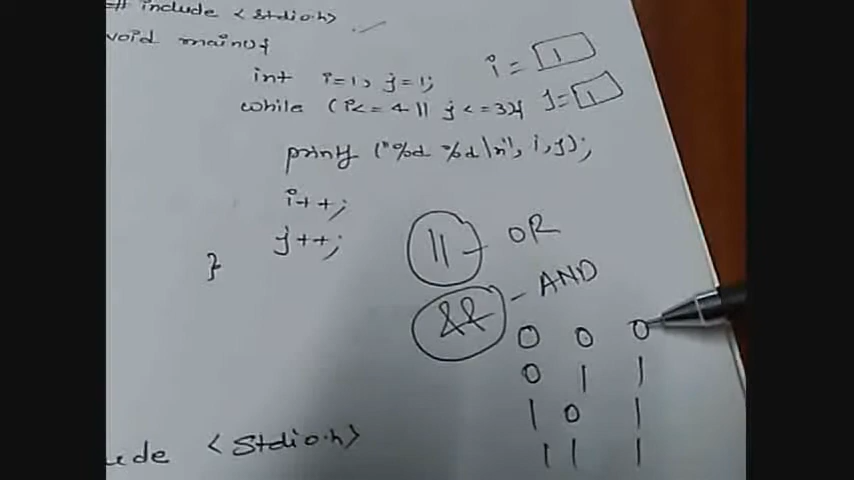 # include <stdio.h>
void main(){
int i=1, j=1;
while (i<=4 || j<=3){
printf ("%d %d\n", i,j);
i++;
j++;
}
i = 1
j = 1
|| - OR
&& - AND
0 0 0
0 1 1
1 0 1
1 1 1
ude <stdio.h>